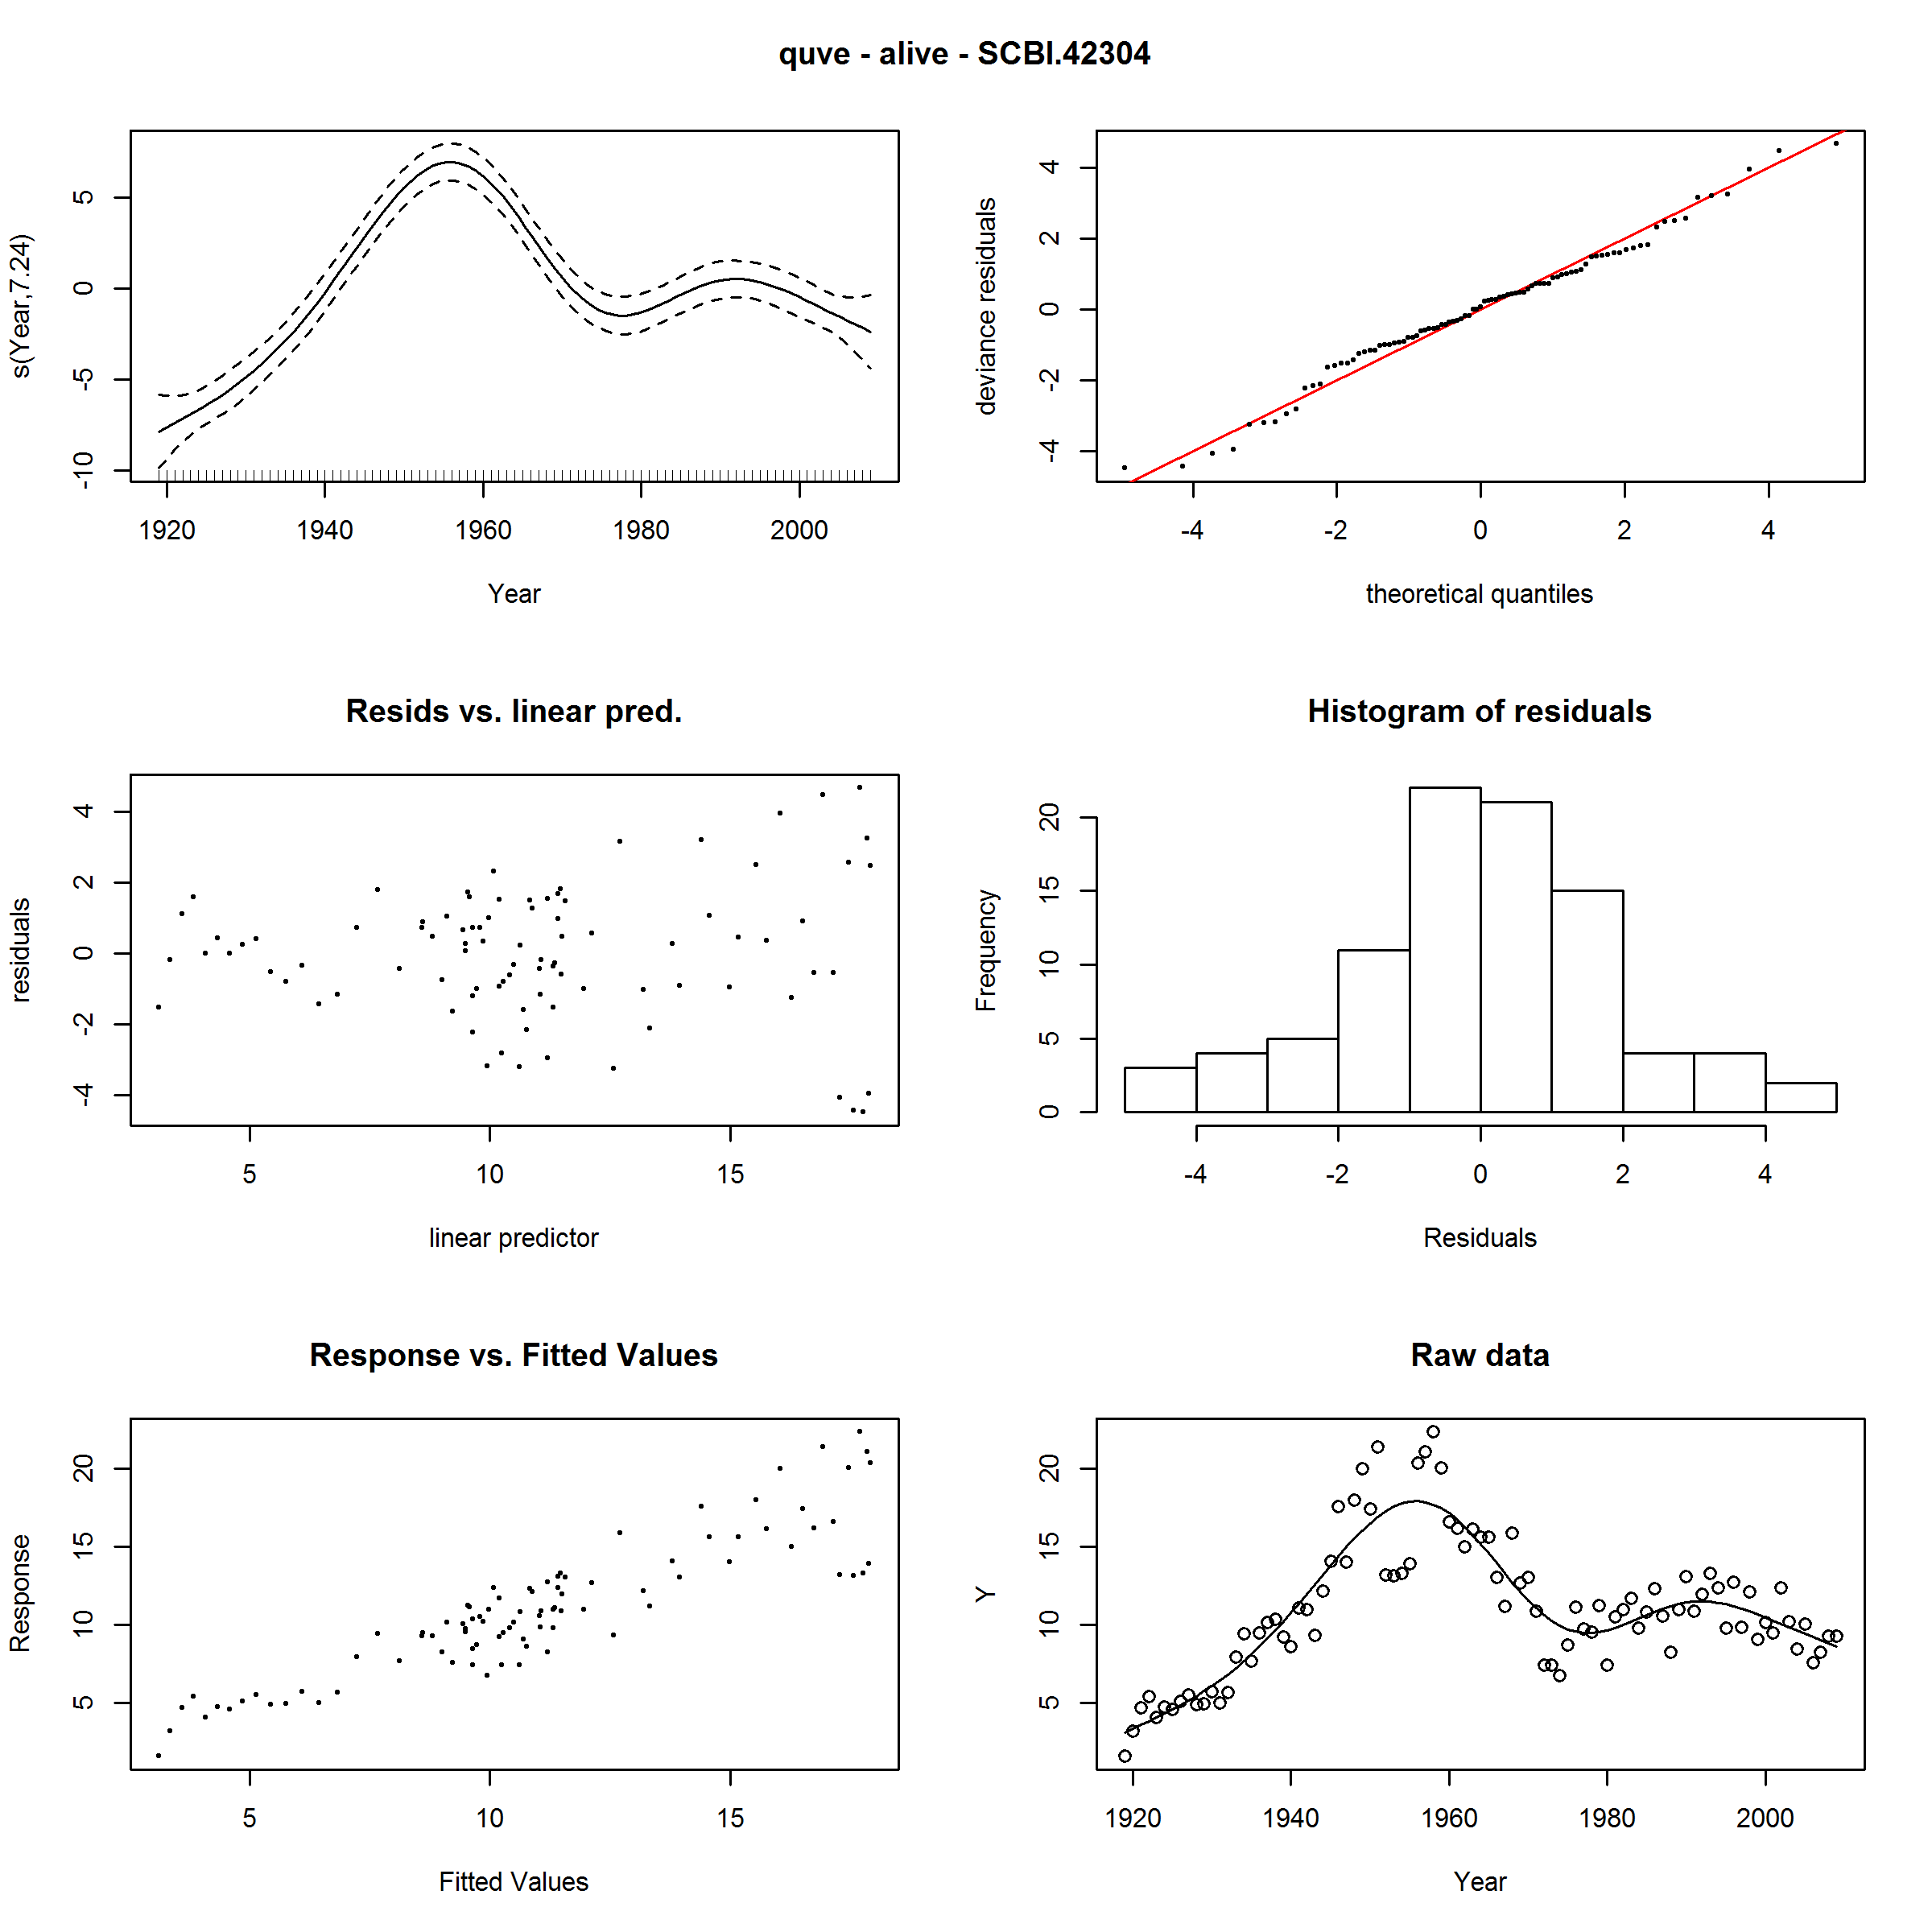 quve - alive - SCBI.42304
s(Year,7.24)
5
0
-5
-10
1920 1940 1960 1980 2000
Year
deviance residuals
4
2
0
-2
-4
-4 -2 0 2 4
theoretical quantiles
Resids vs. linear pred.
residuals
4
2
0
-2
-4
5 10 15
linear predictor
Histogram of residuals
Frequency
20
15
10
5
0
-4 -2 0 2 4
Residuals
Response vs. Fitted Values
Response
20
15
10
5
5 10 15
Fitted Values
Raw data
Y
20
15
10
5
1920 1940 1960 1980 2000
Year